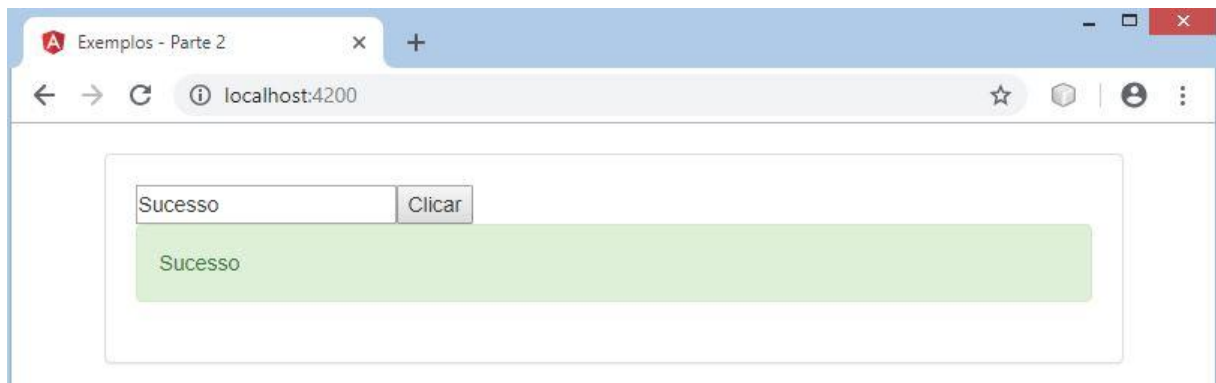 Exemplos - Parte 2
localhost:4200
Sucesso
Clicar
Sucesso